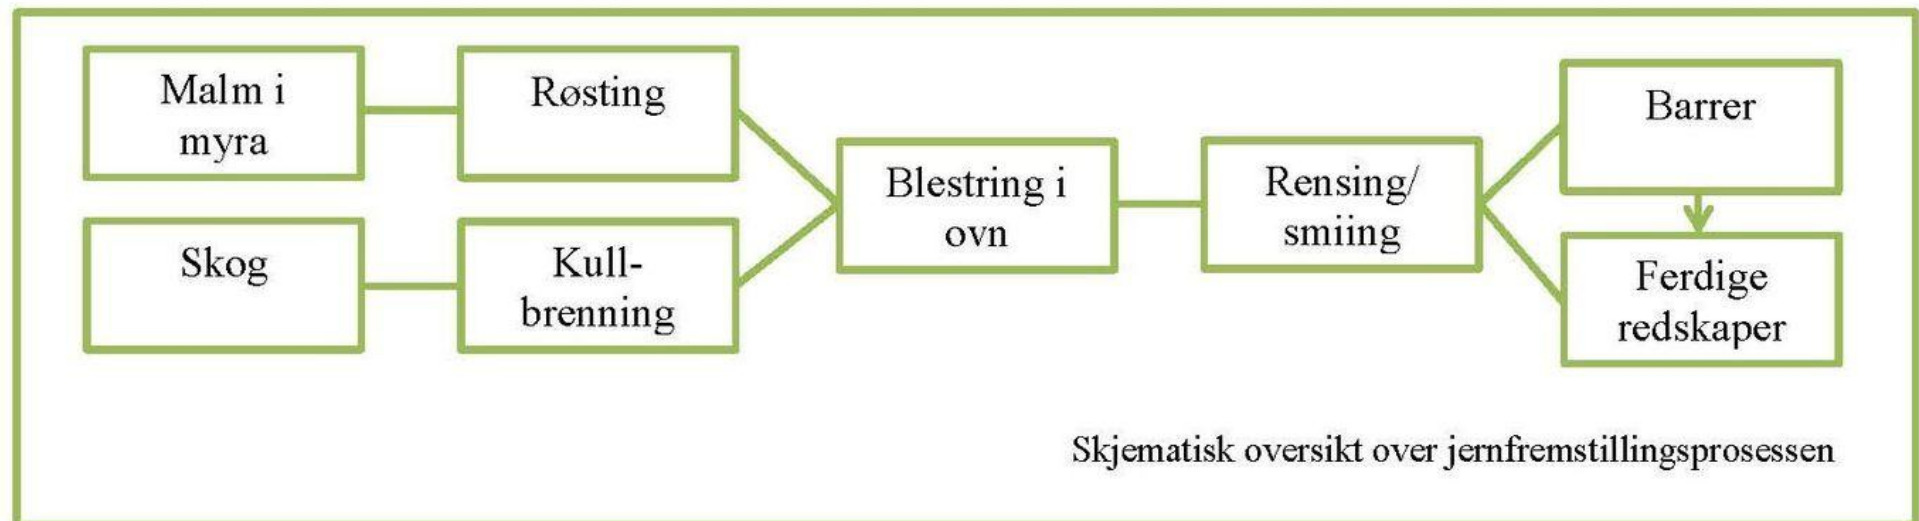 Malm i
myra
Røsting
Skog
Kull-
brenning
Blestring i
ovn
Rensing/
smiing
Barrer
Ferdige
redskaper
Skjematisk oversikt over jernfremstillingsprosessen